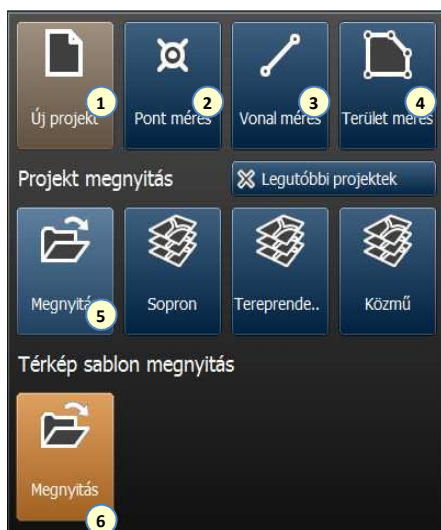 1 2 3 4
Új projekt Pont mérés Vonal mérés Terület mérés
Projekt megnyitás Legutóbbi projektek
Megnyitás Sopron Tereprende.. Közmű
5
Térkép sablon megnyitás
Megnyitás
6